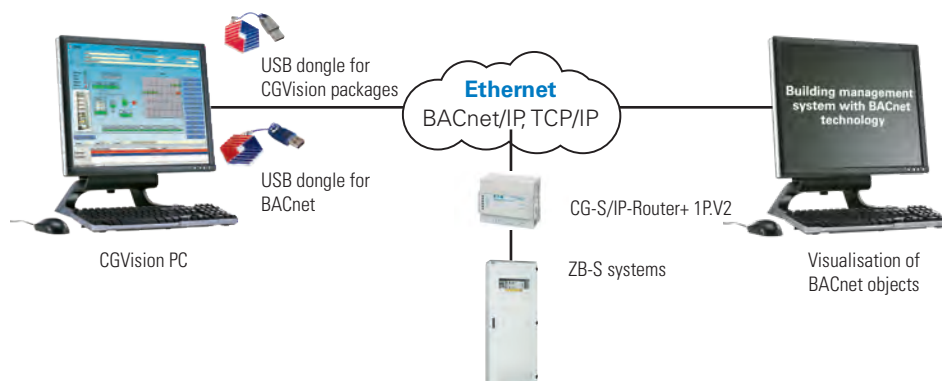 USB dongle for
CGVision packages
Ethernet
BACnet/IP, TCP/IP
Building management
system with BACnet
technology
USB dongle for
BACnet
CG-S/IP-Router+ 1P.V2
CGVision PC
ZB-S systems
Visualisation of
BACnet objects